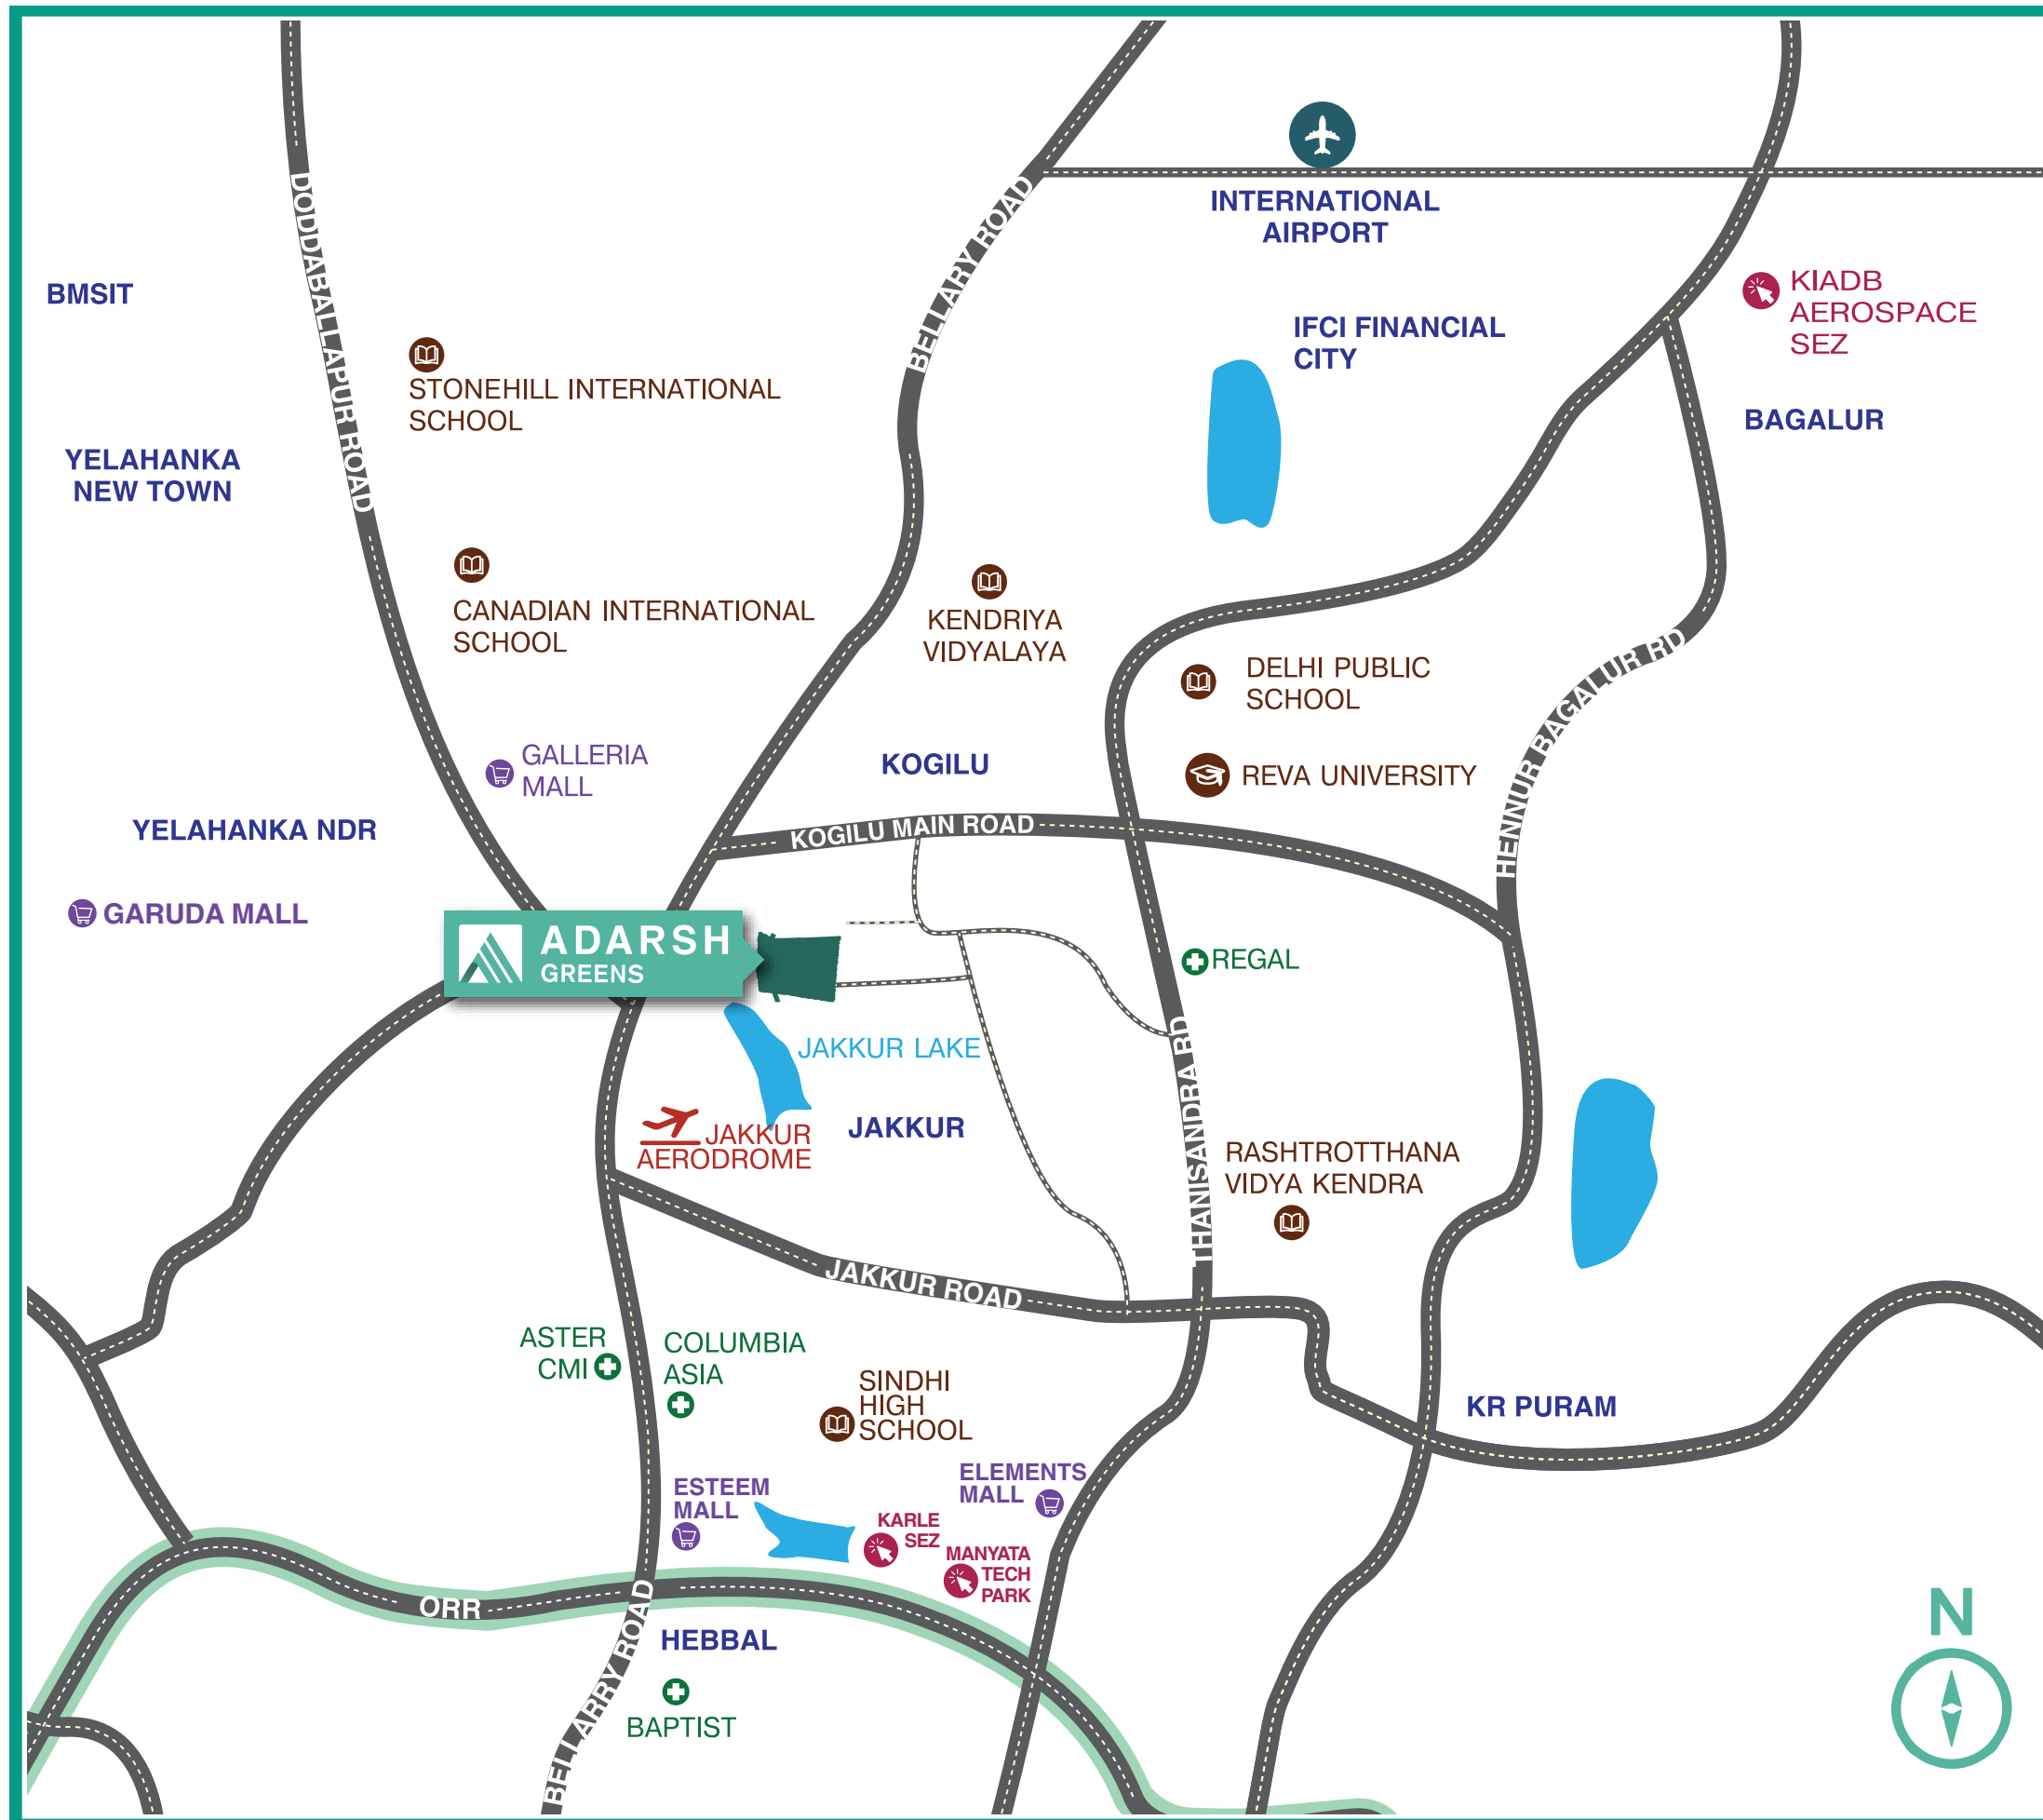 INTERNATIONAL
AIRPORT
DODDABALLAPUR ROAD
BELLARY ROAD
BMSIT
KIADB
AEROSPACE
SEZ
IFCI FINANCIAL
CITY
STONEHILL INTERNATIONAL
SCHOOL
BAGALUR
YELAHANKA
NEW TOWN
CANADIAN INTERNATIONAL
SCHOOL
KENDRIYA
VIDYALAYA
DELHI PUBLIC
SCHOOL
HENNUR BAGALUR RD
GALLERIA
MALL
KOGILU
REVA UNIVERSITY
YELAHANKA NDR
KOGILU MAIN ROAD
GARUDA MALL
ADARSH
GREENS
REGAL
JAKKUR LAKE
THANISANDRA RD
JAKKUR
JAKKUR
AERODROME
RASHTROTTHANA
VIDYA KENDRA
JAKKUR ROAD
ASTER
CMI
COLUMBIA
ASIA
SINDHI
HIGH
SCHOOL
KR PURAM
ESTEEM
MALL
ELEMENTS
MALL
KARLE
SEZ
MANYATA
TECH
PARK
ORR
BELLARRY ROAD
HEBBAL
BAPTIST
N